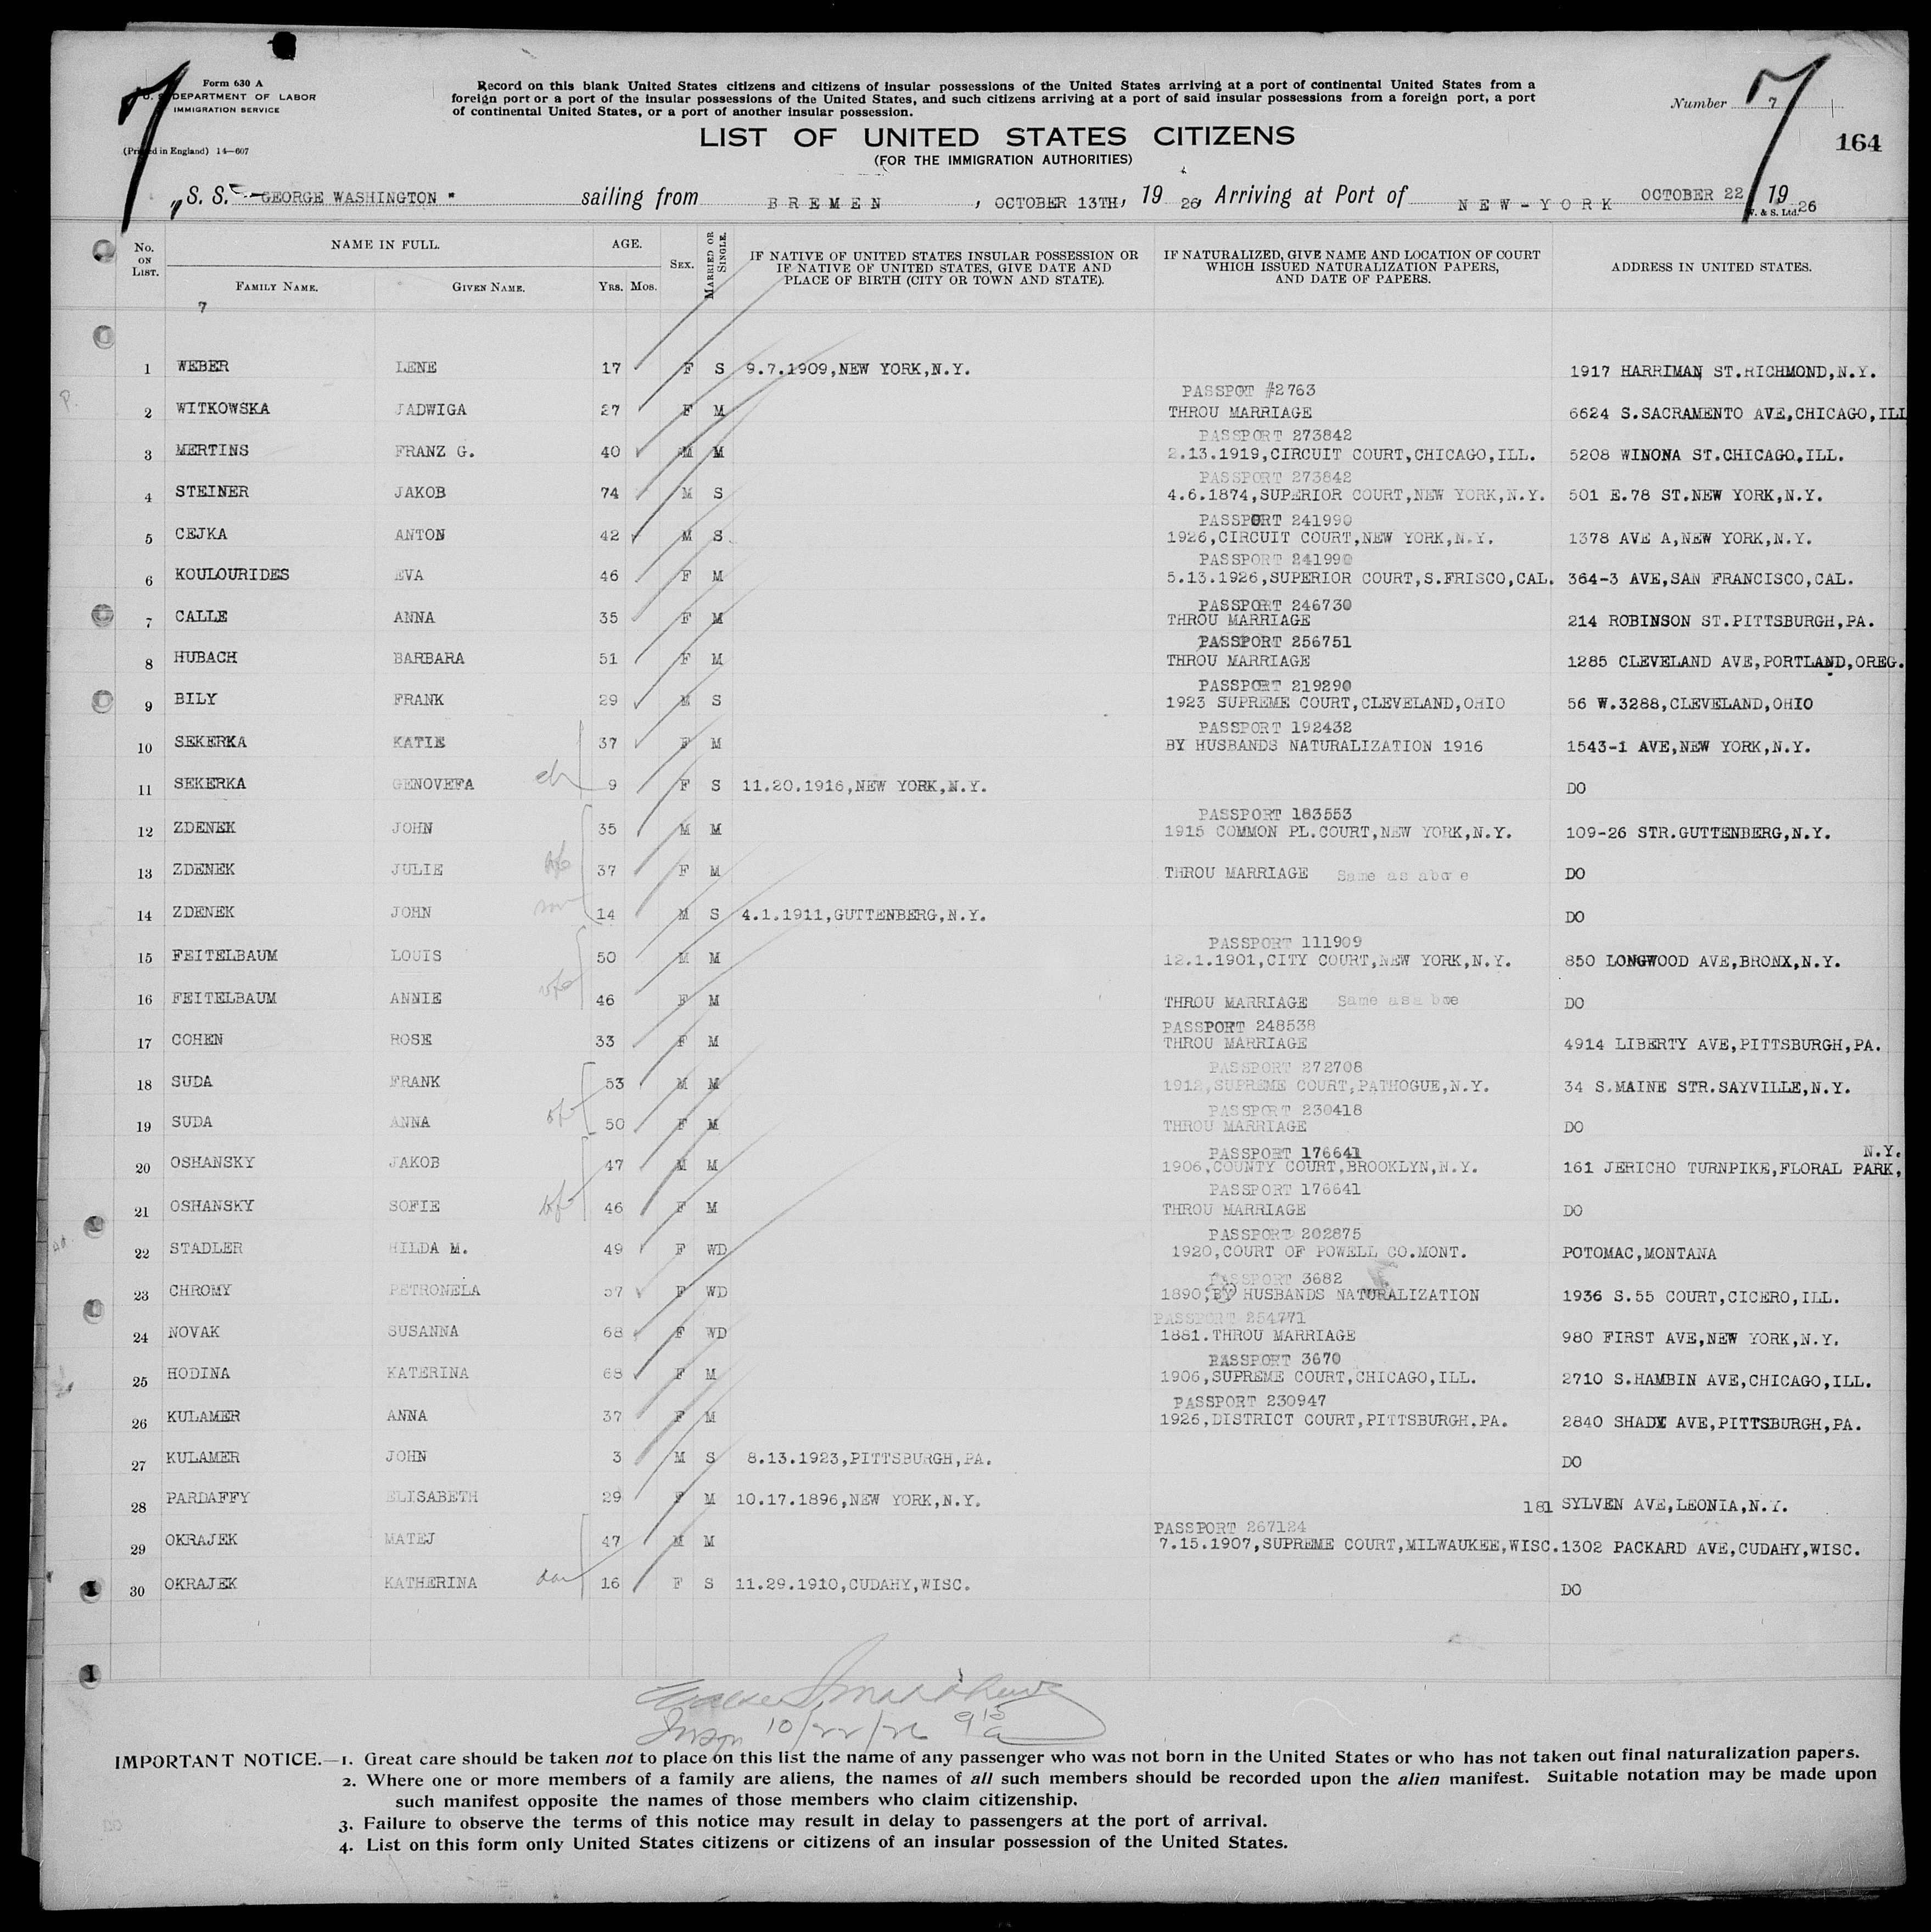 Form 630 A
U. S. DEPARTMENT OF LABOR
IMMIGRATION SERVICE
(Printed in England) 14—607
7
Record on this blank United States citizens and citizens of insular possessions of the United States arriving at a port of continental United States from a
foreign port or a port of the insular possessions of the United States, and such citizens arriving at a port of said insular possessions from a foreign port, a port
of continental United States, or a port of another insular possession.
Number 7
7
164
LIST OF UNITED STATES CITIZENS
(FOR THE IMMIGRATION AUTHORITIES)
S. S. GEORGE WASHINGTON " sailing from BREMEN, OCTOBER 13TH, 19 26, Arriving at Port of NEW-YORK OCTOBER 22 19 26
W. & S. Ltd.
No. ON LIST. NAME IN FULL. AGE. SEX. MARRIED OR SINGLE. IF NATIVE OF UNITED STATES INSULAR POSSESSION OR IF NATIVE OF UNITED STATES, GIVE DATE AND PLACE OF BIRTH (CITY OR TOWN AND STATE). IF NATURALIZED, GIVE NAME AND LOCATION OF COURT WHICH ISSUED NATURALIZATION PAPERS, AND DATE OF PAPERS. ADDRESS IN UNITED STATES.
FAMILY NAME. GIVEN NAME. YRS. MOS.
7
1 WEBER LENE 17 F S 9.7.1909,NEW YORK,N.Y. 1917 HARRIMAN ST.RICHMOND,N.Y.
PASSPOT #2763
2 WITKOWSKA JADWIGA 27 F M THROU MARRIAGE 6624 S.SACRAMENTO AVE,CHICAGO,ILL
PASSPORT 273842
3 MERTINS FRANZ G. 40 M M 2.13.1919,CIRCUIT COURT,CHICAGO,ILL. 5208 WINONA ST.CHICAGO.ILL.
PASSPORT 273842
4 STEINER JAKOB 74 M S 4.6.1874,SUPERIOR COURT,NEW YORK,N.Y. 501 E.78 ST.NEW YORK,N.Y.
PASSPORT 241990
5 CEJKA ANTON 42 M S 1926,CIRCUIT COURT,NEW YORK,N.Y. 1378 AVE A,NEW YORK,N.Y.
PASSPORT 241990
6 KOULOURIDES EVA 46 F M 5.13.1926,SUPERIOR COURT,S.FRISCO,CAL. 364-3 AVE,SAN FRANCISCO,CAL.
PASSPORT 246730
7 CALLE ANNA 35 F M THROU MARRIAGE 214 ROBINSON ST.PITTSBURGH,PA.
PASSPORT 256751
8 HUBACH BARBARA 51 F M THROU MARRIAGE 1285 CLEVELAND AVE,PORTLAND,OREG.
PASSPORT 219290
9 BILY FRANK 29 M S 1923 SUPREME COURT,CLEVELAND,OHIO 56 W.3288,CLEVELAND,OHIO
PASSPORT 192432
10 SEKERKA KATIE 37 F M BY HUSBANDS NATURALIZATION 1916 1543-1 AVE,NEW YORK,N.Y.
11 SEKERKA GENOVEFA ch 9 F S 11.20.1916,NEW YORK,N.Y. DO
PASSPORT 183553
12 ZDENEK JOHN 35 M M 1915 COMMON PL.COURT,NEW YORK,N.Y. 109-26 STR.GUTTENBERG,N.Y.
13 ZDENEK JULIE wfe 37 F M THROU MARRIAGE Same as above DO
14 ZDENEK JOHN son 14 M S 4.1.1911,GUTTENBERG,N.Y. DO
PASSPORT 111909
15 FEITELBAUM LOUIS 50 M M 12.1.1901,CITY COURT,NEW YORK,N.Y. 850 LONGWOOD AVE,BRONX,N.Y.
16 FEITELBAUM ANNIE wfe 46 F M THROU MARRIAGE Same as above DO
PASSPORT 248538
17 COHEN ROSE 33 F M THROU MARRIAGE 4914 LIBERTY AVE,PITTSBURGH,PA.
PASSPORT 272708
18 SUDA FRANK 53 M M 1912,SUPREME COURT,PATHOGUE,N.Y. 34 S.MAINE STR.SAYVILLE,N.Y.
PASSPORT 230418
19 SUDA ANNA wf 50 F M THROU MARRIAGE DO
PASSPORT 176641 N.Y.
20 OSHANSKY JAKOB 47 M M 1906,COUNTY COURT,BROOKLYN,N.Y. 161 JERICHO TURNPIKE,FLORAL PARK,
PASSPORT 176641
21 OSHANSKY SOFIE wf 46 F M THROU MARRIAGE DO
PASSPORT 202875
22 STADLER HILDA M. 49 F WD 1920,COURT OF POWELL CO.MONT. POTOMAC,MONTANA
PASSPORT 3682
23 CHROMY PETRONELA F WD 1890,BY HUSBANDS NATURALIZATION 1936 S.55 COURT,CICERO,ILL.
PASSPORT 254771
24 NOVAK SUSANNA 68 F WD 1881.THROU MARRIAGE 980 FIRST AVE,NEW YORK,N.Y.
PASSPORT 3670
25 HODINA KATERINA 68 F M 1906,SUPREME COURT,CHICAGO,ILL. 2710 S.HAMBIN AVE,CHICAGO,ILL.
PASSPORT 230947
26 KULAMER ANNA 37 F M 1926,DISTRICT COURT,PITTSBURGH.PA. 2840 SHADY AVE,PITTSBURGH,PA.
27 KULAMER JOHN 3 M S 8.13.1923,PITTSBURGH,PA. DO
28 PARDAFFY ELISABETH 29 F M 10.17.1896,NEW YORK,N.Y. 181 SYLVEN AVE,LEONIA,N.Y.
PASSPORT 267124
29 OKRAJEK MATEJ 47 M M 7.15.1907,SUPREME COURT,MILWAUKEE,WISC. 1302 PACKARD AVE,CUDAHY,WISC.
30 OKRAJEK KATHERINA dau 16 F S 11.29.1910,CUDAHY,WISC. DO
Insp 10/22/26 9 15 a
IMPORTANT NOTICE.—1. Great care should be taken not to place on this list the name of any passenger who was not born in the United States or who has not taken out final naturalization papers.
2. Where one or more members of a family are aliens, the names of all such members should be recorded upon the alien manifest. Suitable notation may be made upon
such manifest opposite the names of those members who claim citizenship.
3. Failure to observe the terms of this notice may result in delay to passengers at the port of arrival.
4. List on this form only United States citizens or citizens of an insular possession of the United States.